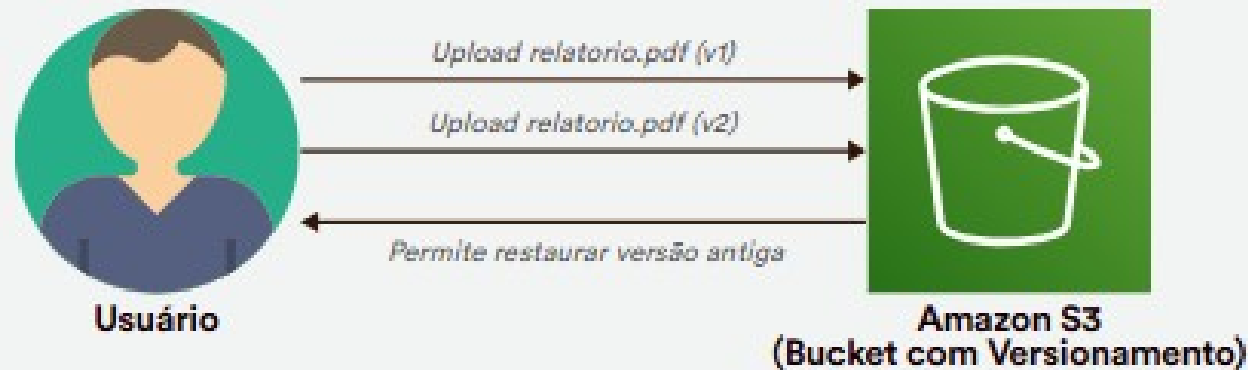 Upload relatorio.pdf (v1)
Upload relatorio.pdf (v2)
Permite restaurar versão antiga
Usuário
Amazon S3
(Bucket com Versionamento)